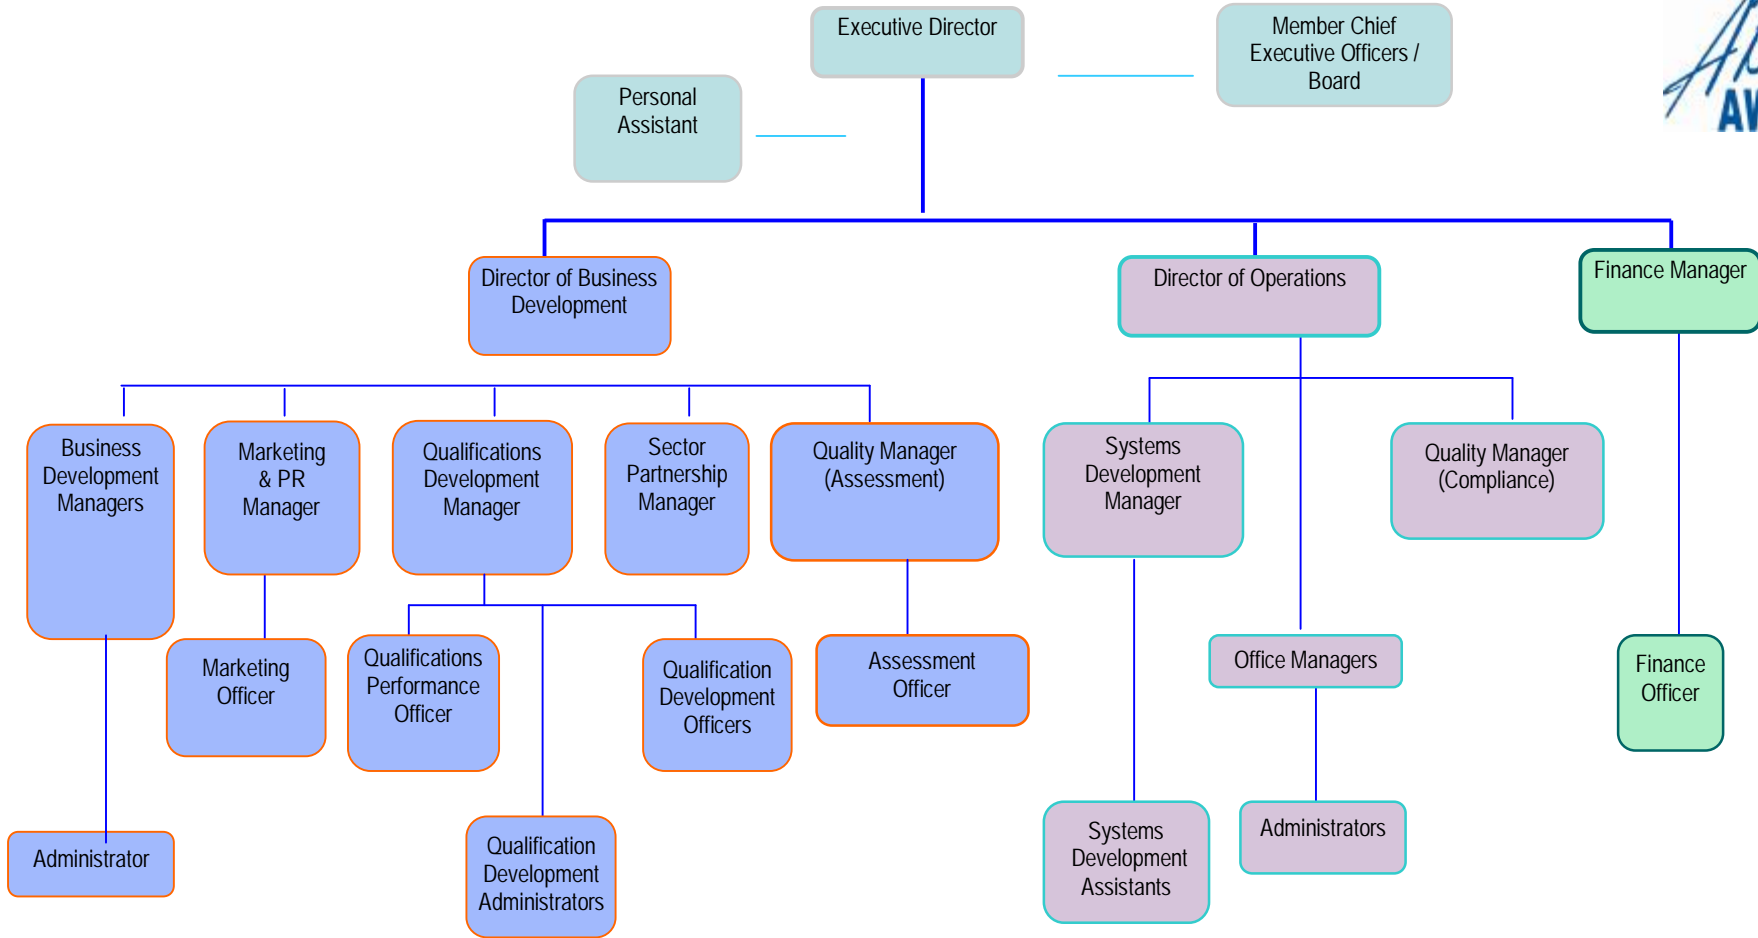 Executive Director
Member Chief
Executive Officers /
Board
Personal
Assistant
Director of Business
Development
Director of Operations
Finance Manager
Business
Development
Managers
Marketing
& PR
Manager
Qualifications
Development
Manager
Sector
Partnership
Manager
Quality Manager
(Assessment)
Systems
Development
Manager
Quality Manager
(Compliance)
Marketing
Officer
Qualifications
Performance
Officer
Qualification
Development
Officers
Assessment
Officer
Office Managers
Finance
Officer
Administrator
Qualification
Development
Administrators
Systems
Development
Assistants
Administrators